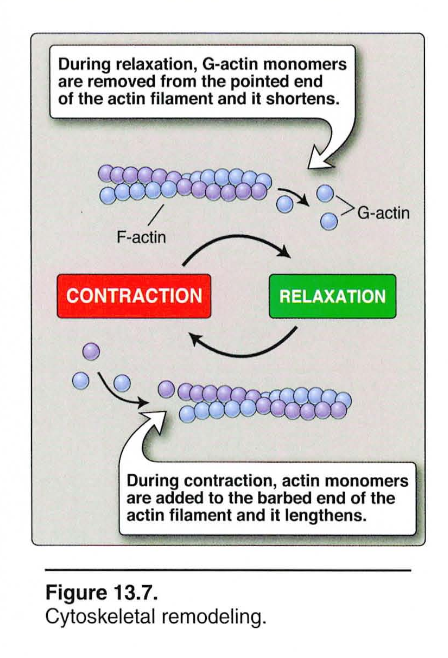 During relaxation, G-actin monomers
are removed from the pointed end
of the actin filament and it shortens.
G-actin
F-actin
CONTRACTION
RELAXATION
During contraction, actin monomers
are added to the barbed end of the
actin filament and it lengthens.
Figure 13.7.
Cytoskeletal remodeling.